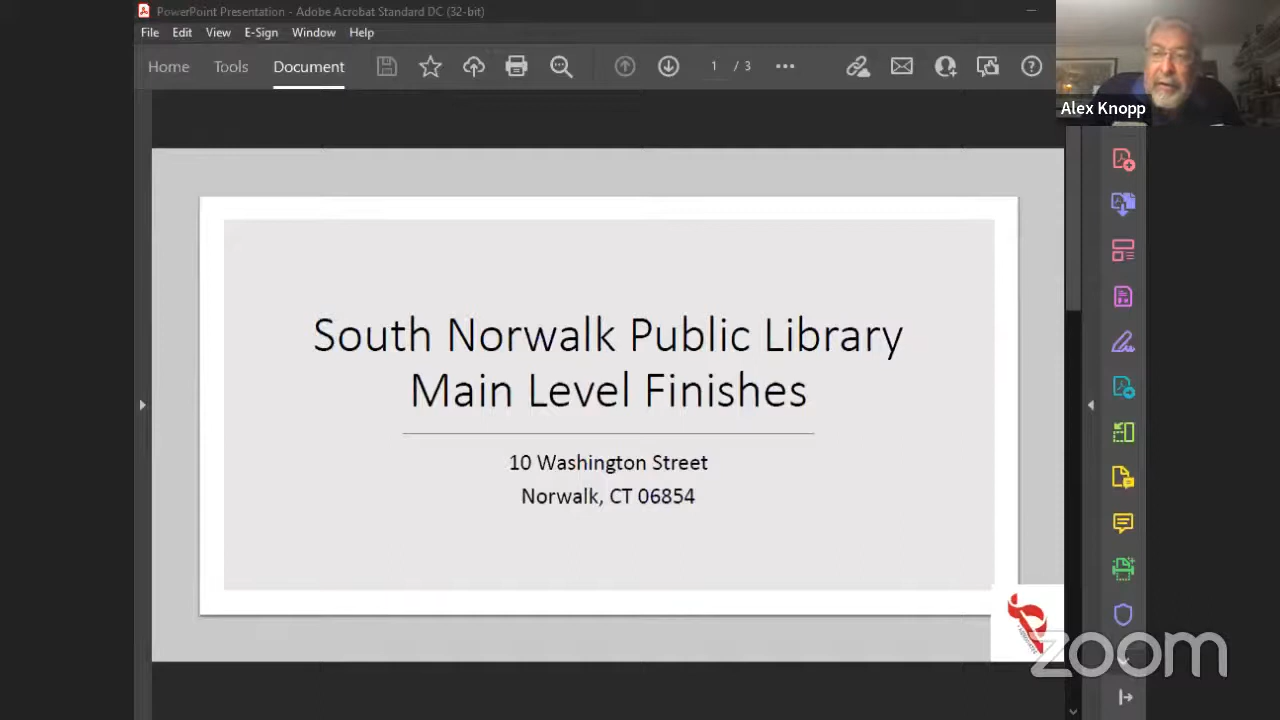 PowerPoint Presentation - Adobe Acrobat Standard DC (32-bit)
File Edit View E-Sign Window Help
Home Tools Document 1 / 3
Alex Knopp
South Norwalk Public Library
Main Level Finishes
10 Washington Street
Norwalk, CT 06854
zoom